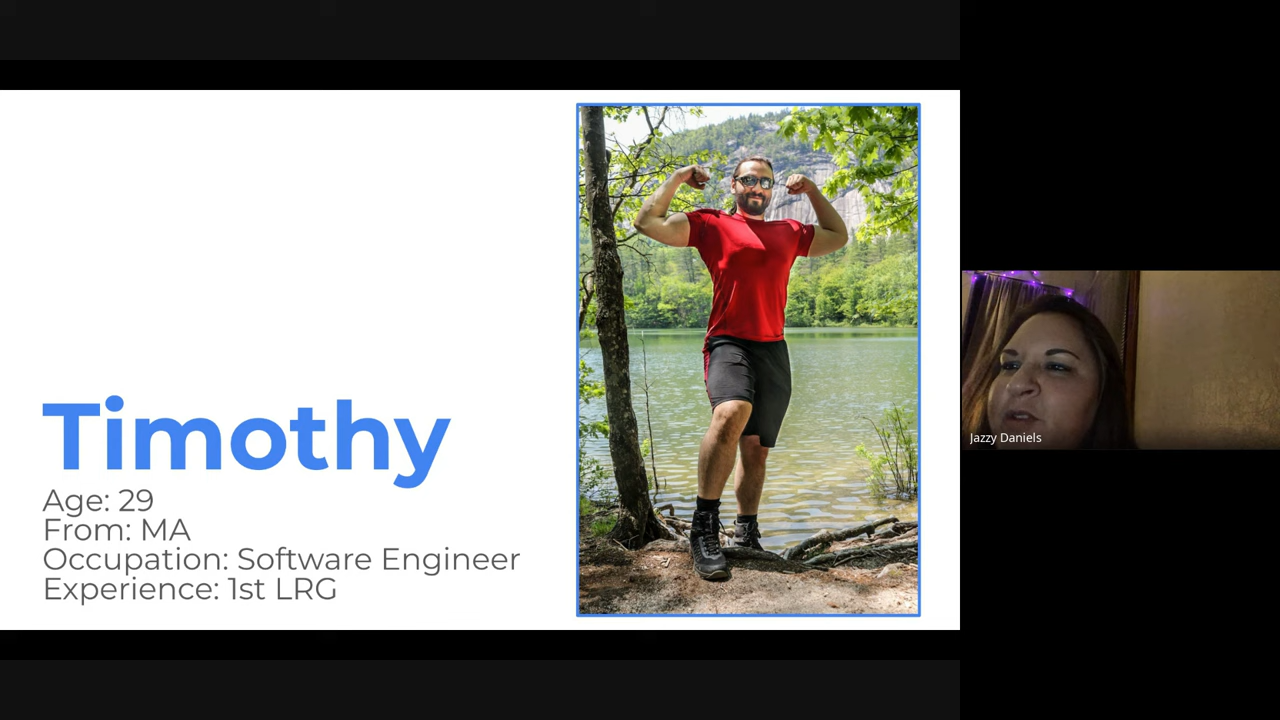 Timothy
Age: 29
From: MA
Occupation: Software Engineer
Experience: 1st LRG
Jazzy Daniels